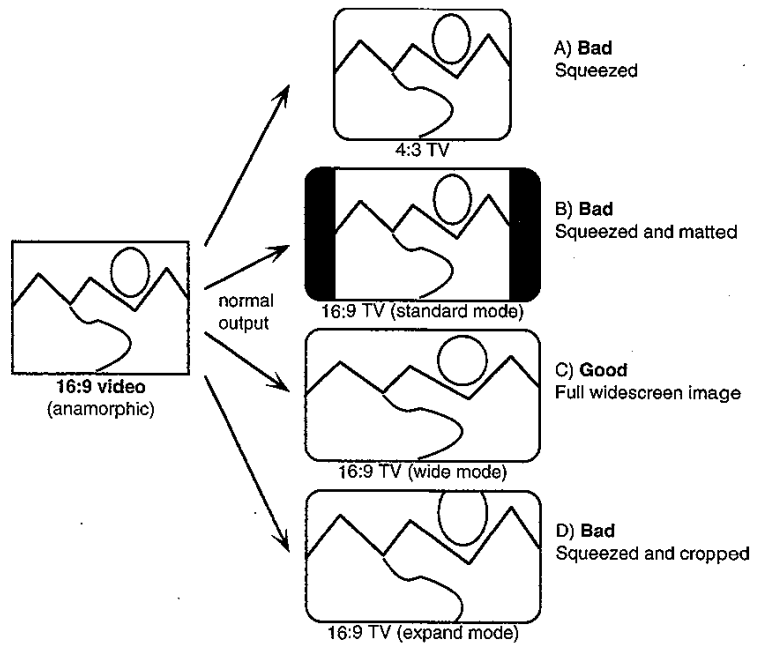 A) Bad
Squeezed
4:3 TV
B) Bad
Squeezed and matted
16:9 TV (standard mode)
normal
output
16:9 video
(anamorphic)
C) Good
Full widescreen image
16:9 TV (wide mode)
D) Bad
Squeezed and cropped
16:9 TV (expand mode)